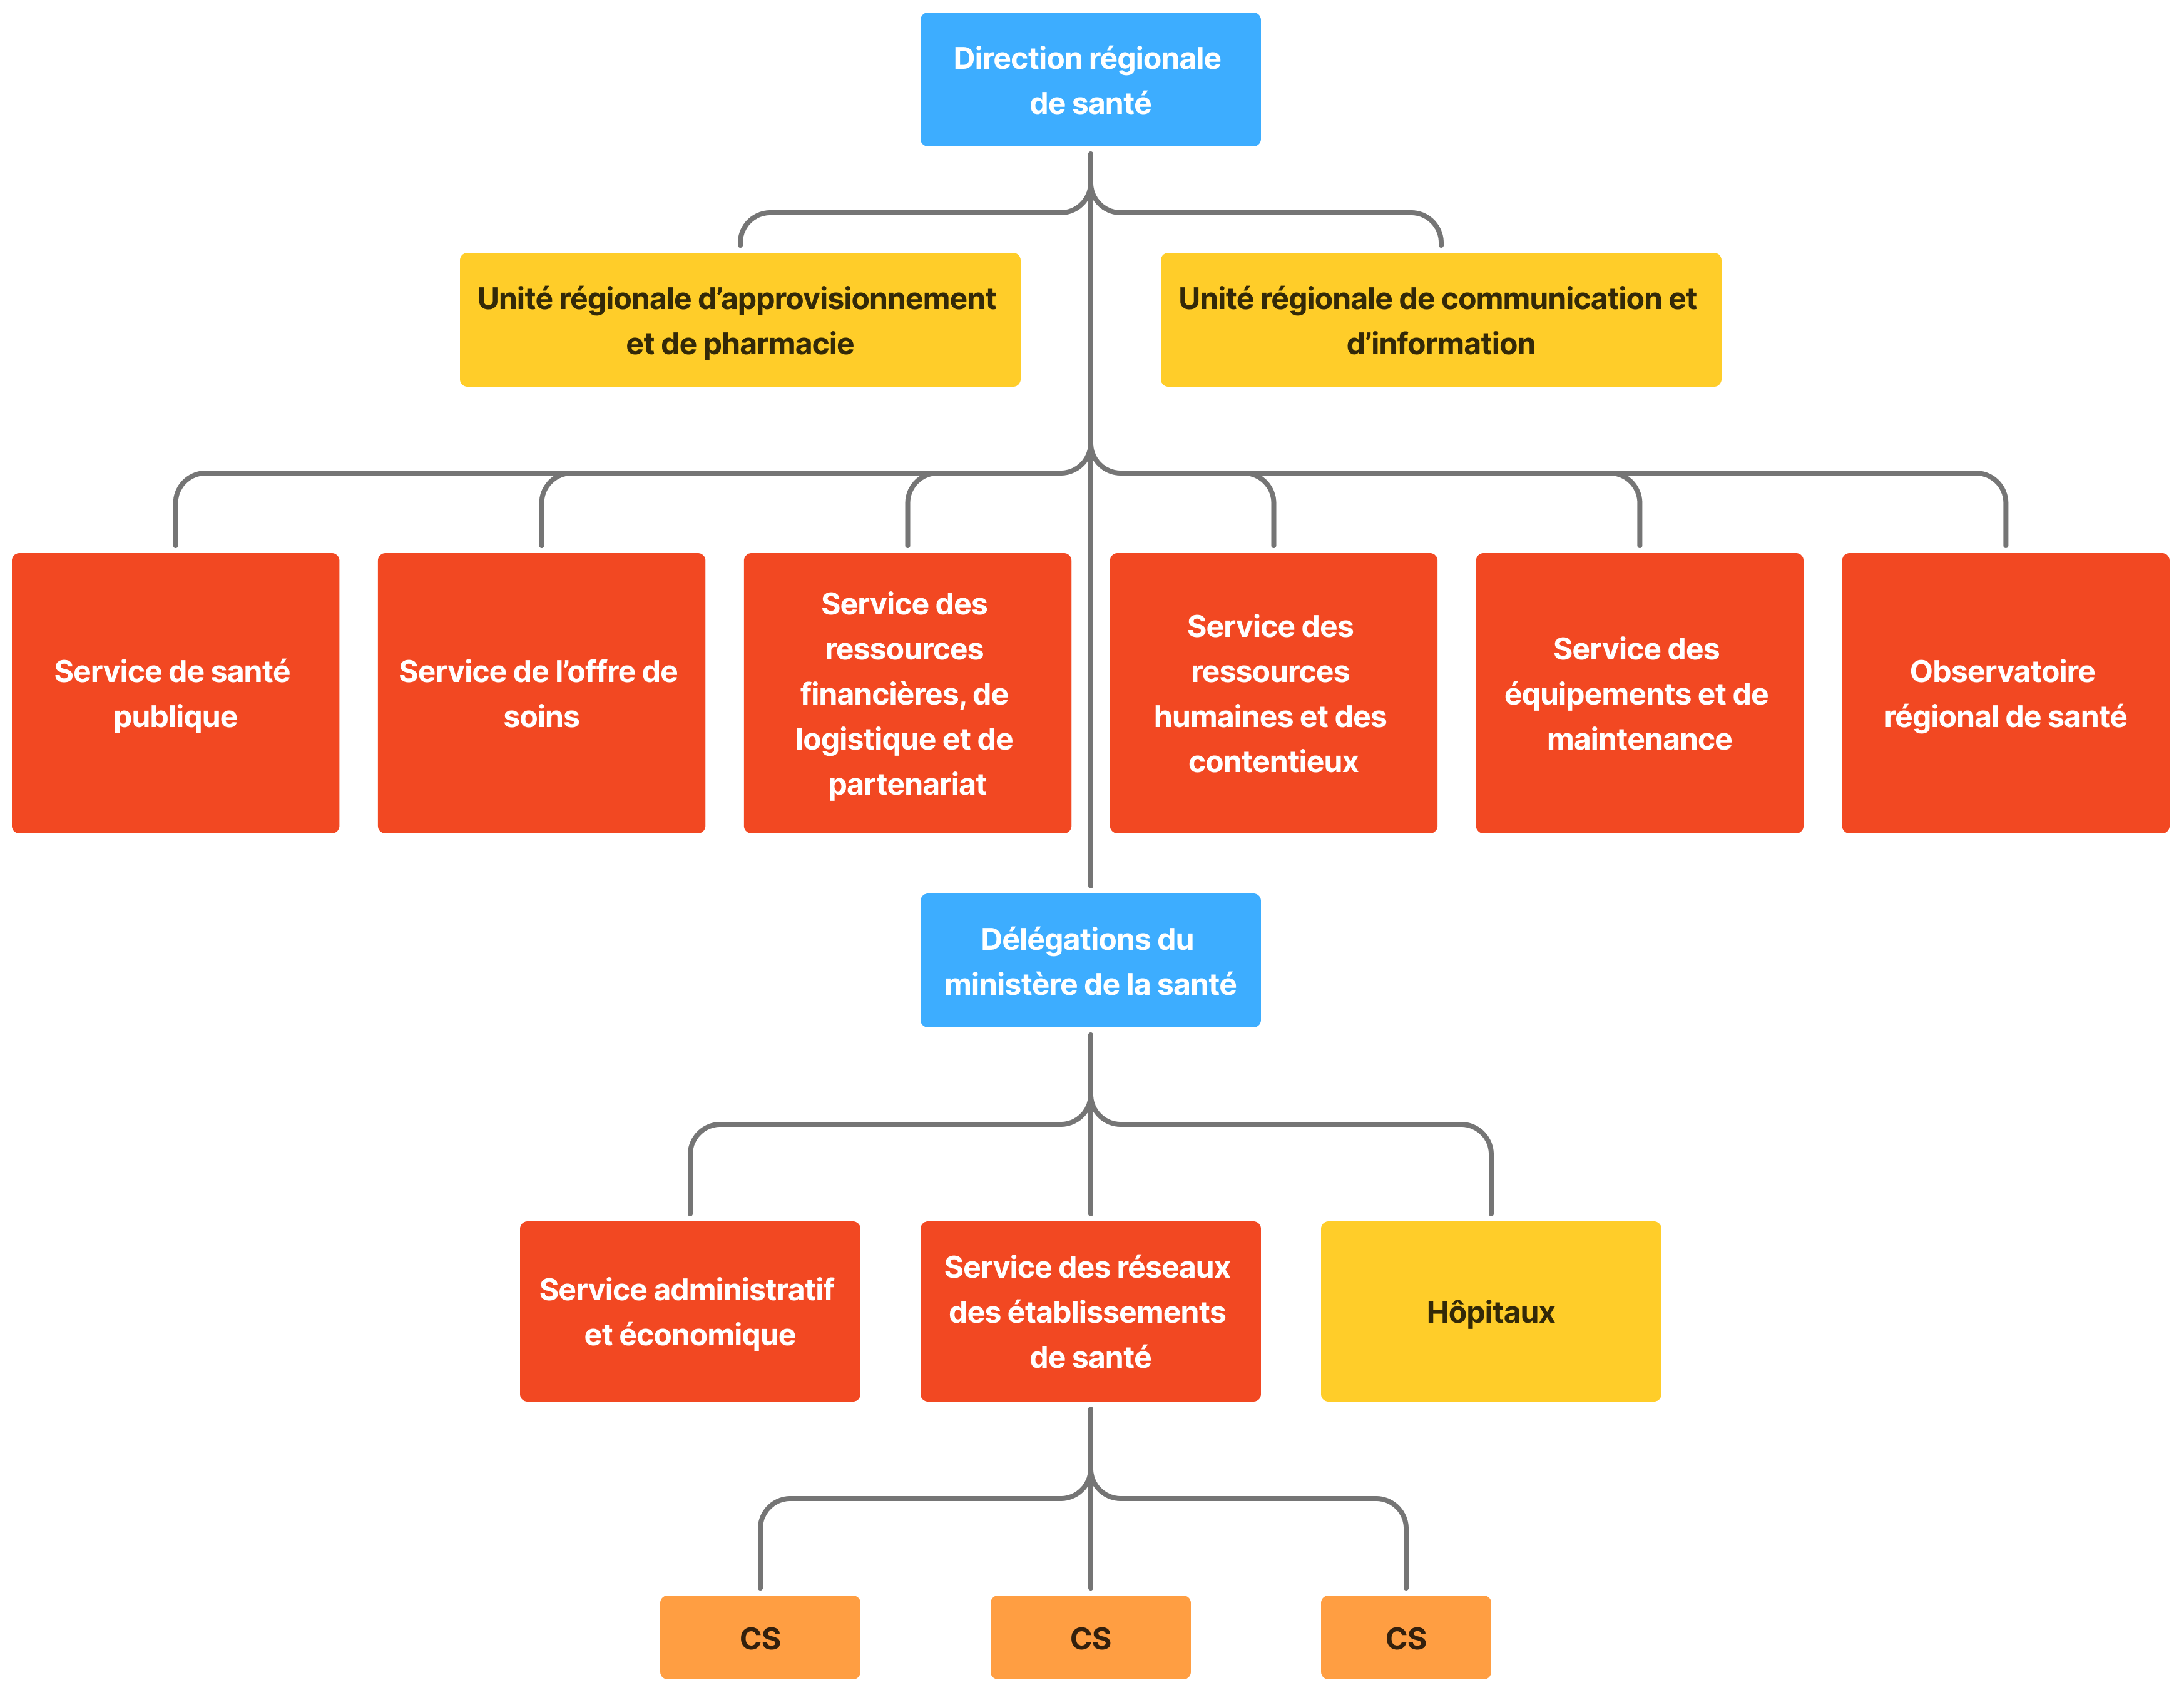 Direction régionale
de santé
Unité régionale d’approvisionnement
et de pharmacie
Unité régionale de communication et
d’information
Service de santé
publique
Service de l’offre de
soins
Service des
ressources
financières, de
logistique et de
partenariat
Service des
ressources
humaines et des
contentieux
Service des
équipements et de
maintenance
Observatoire
régional de santé
Délégations du
ministère de la santé
Service administratif
et économique
Service des réseaux
des établissements
de santé
Hôpitaux
CS
CS
CS